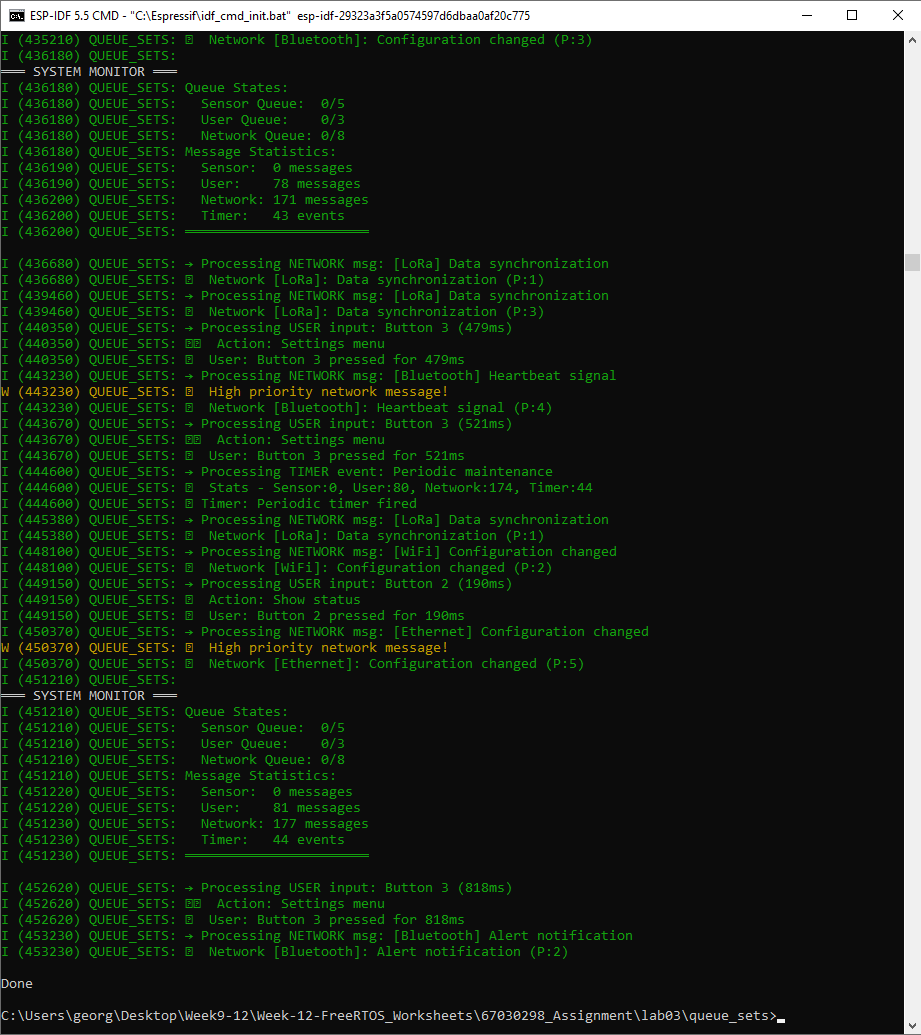 ESP-IDF 5.5 CMD - "C:\Espressif\idf_cmd_init.bat"  esp-idf-29323a3f5a0574597d6dbaa0af20c775
I (435210) QUEUE_SETS: 📡  Network [Bluetooth]: Configuration changed (P:3)
I (436180) QUEUE_SETS:
═══ SYSTEM MONITOR ═══
I (436180) QUEUE_SETS: Queue States:
I (436180) QUEUE_SETS:   Sensor Queue:  0/5
I (436180) QUEUE_SETS:   User Queue:    0/3
I (436180) QUEUE_SETS:   Network Queue: 0/8
I (436180) QUEUE_SETS: Message Statistics:
I (436190) QUEUE_SETS:   Sensor:  0 messages
I (436190) QUEUE_SETS:   User:    78 messages
I (436200) QUEUE_SETS:   Network: 171 messages
I (436200) QUEUE_SETS:   Timer:   43 events
I (436200) QUEUE_SETS: ═══════════════════════
I (436680) QUEUE_SETS: → Processing NETWORK msg: [LoRa] Data synchronization
I (436680) QUEUE_SETS:   Network [LoRa]: Data synchronization (P:1)
I (439460) QUEUE_SETS: → Processing NETWORK msg: [LoRa] Data synchronization
I (439460) QUEUE_SETS:   Network [LoRa]: Data synchronization (P:3)
I (440350) QUEUE_SETS: → Processing USER input: Button 3 (479ms)
I (440350) QUEUE_SETS:   Action: Settings menu
I (440350) QUEUE_SETS:   User: Button 3 pressed for 479ms
I (443230) QUEUE_SETS: → Processing NETWORK msg: [Bluetooth] Heartbeat signal
W (443230) QUEUE_SETS:   High priority network message!
I (443230) QUEUE_SETS:   Network [Bluetooth]: Heartbeat signal (P:4)
I (443670) QUEUE_SETS: → Processing USER input: Button 3 (521ms)
I (443670) QUEUE_SETS:   Action: Settings menu
I (443670) QUEUE_SETS:   User: Button 3 pressed for 521ms
I (444600) QUEUE_SETS: → Processing TIMER event: Periodic maintenance
I (444600) QUEUE_SETS:   Stats - Sensor:0, User:80, Network:174, Timer:44
I (444600) QUEUE_SETS:  Timer: Periodic timer fired
I (445380) QUEUE_SETS: → Processing NETWORK msg: [LoRa] Data synchronization
I (445380) QUEUE_SETS:   Network [LoRa]: Data synchronization (P:1)
I (448100) QUEUE_SETS: → Processing NETWORK msg: [WiFi] Configuration changed
I (448100) QUEUE_SETS:   Network [WiFi]: Configuration changed (P:2)
I (449150) QUEUE_SETS: → Processing USER input: Button 2 (190ms)
I (449150) QUEUE_SETS:   Action: Show status
I (449150) QUEUE_SETS:   User: Button 2 pressed for 190ms
I (450370) QUEUE_SETS: → Processing NETWORK msg: [Ethernet] Configuration changed
W (450370) QUEUE_SETS:   High priority network message!
I (450370) QUEUE_SETS:   Network [Ethernet]: Configuration changed (P:5)
I (451210) QUEUE_SETS:
═══ SYSTEM MONITOR ═══
I (451210) QUEUE_SETS: Queue States:
I (451210) QUEUE_SETS:   Sensor Queue:  0/5
I (451210) QUEUE_SETS:   User Queue:    0/3
I (451210) QUEUE_SETS:   Network Queue: 0/8
I (451210) QUEUE_SETS: Message Statistics:
I (451220) QUEUE_SETS:   Sensor:  0 messages
I (451220) QUEUE_SETS:   User:    81 messages
I (451230) QUEUE_SETS:   Network: 177 messages
I (451230) QUEUE_SETS:   Timer:   44 events
I (451230) QUEUE_SETS: ═══════════════════════
I (452620) QUEUE_SETS: → Processing USER input: Button 3 (818ms)
I (452620) QUEUE_SETS:   Action: Settings menu
I (452620) QUEUE_SETS:   User: Button 3 pressed for 818ms
I (453230) QUEUE_SETS: → Processing NETWORK msg: [Bluetooth] Alert notification
I (453230) QUEUE_SETS:   Network [Bluetooth]: Alert notification (P:2)
Done
C:\Users\georg\Desktop\Week9-12\Week-12-FreeRTOS_Worksheets\67030298_Assignment\lab03\queue_sets>